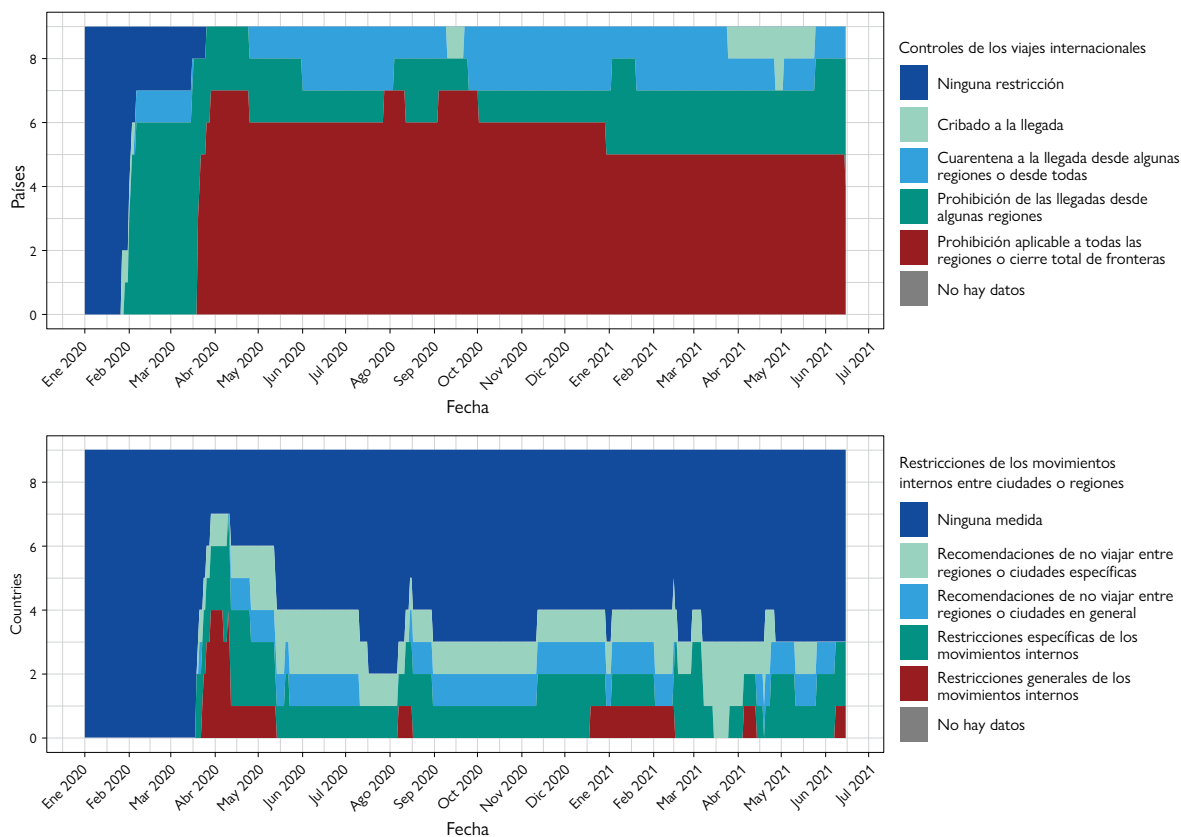 8
6
4
2
0
Países
Ene 2020
Feb 2020
Mar 2020
Abr 2020
May 2020
Jun 2020
Jul 2020
Ago 2020
Sep 2020
Oct 2020
Nov 2020
Dic 2020
Ene 2021
Feb 2021
Mar 2021
Abr 2021
May 2021
Jun 2021
Jul 2021
Fecha
Controles de los viajes internacionales
Ninguna restricción
Cribado a la llegada
Cuarentena a la llegada desde algunas
regiones o desde todas
Prohibición de las llegadas desde
algunas regiones
Prohibición aplicable a todas las
regiones o cierre total de fronteras
No hay datos
8
6
4
2
0
Countries
Ene 2020
Feb 2020
Mar 2020
Abr 2020
May 2020
Jun 2020
Jul 2020
Ago 2020
Sep 2020
Oct 2020
Nov 2020
Dic 2020
Ene 2021
Feb 2021
Mar 2021
Abr 2021
May 2021
Jun 2021
Jul 2021
Fecha
Restricciones de los movimientos
internos entre ciudades o regiones
Ninguna medida
Recomendaciones de no viajar entre
regiones o ciudades específicas
Recomendaciones de no viajar entre
regiones o ciudades en general
Restricciones específicas de los
movimientos internos
Restricciones generales de los
movimientos internos
No hay datos